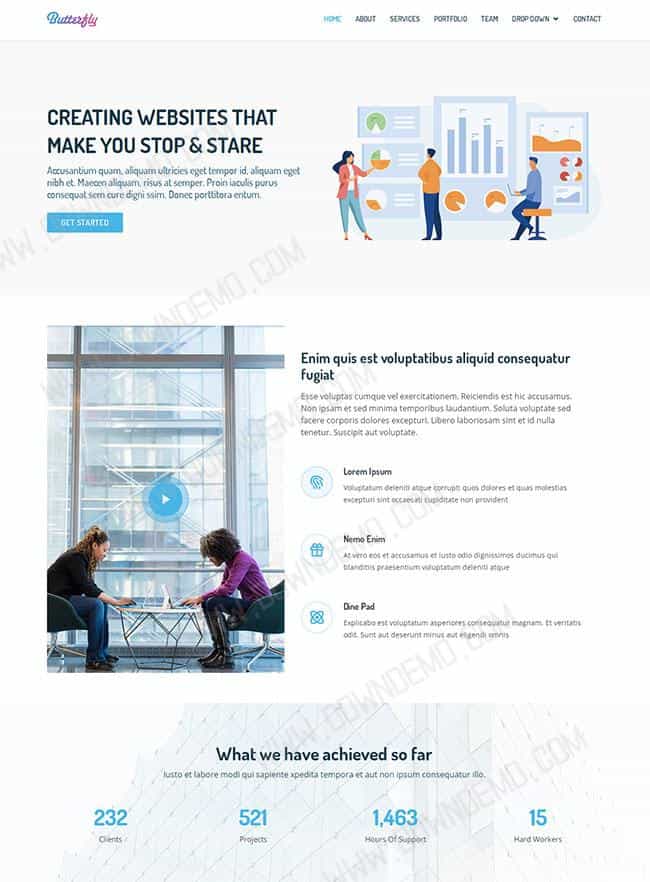 Butterfly
HOME ABOUT SERVICES PORTFOLIO TEAM DROP DOWN CONTACT
CREATING WEBSITES THAT
MAKE YOU STOP & STARE
Accusantium quam, aliquam ultricies eget tempor id, aliquam eget
nibh et. Maecen aliquam, risus at semper. Proin iaculis purus
consequat sem cure digni ssim. Donec porttitora entum.
GET STARTED
Enim quis est voluptatibus aliquid consequatur
fugiat
Esse voluptas cumque vel exercitationem. Reiciendis est hic accusamus.
Non ipsam et sed minima temporibus laudantium. Soluta voluptate sed
facere corporis dolores excepturi. Libero laboriosam sint et id nulla
tenetur. Suscipit aut voluptate.
Lorem Ipsum
Voluptatum deleniti atque corrupti quos dolores et quas molestias
excepturi sint occaecati cupiditate non provident
Nemo Enim
At vero eos et accusamus et iusto odio dignissimos ducimus qui
blanditiis praesentium voluptatum deleniti atque
Dine Pad
Explicabo est voluptatum asperiores consequatur magnam. Et veritatis
odit. Sunt aut deserunt minus aut eligendi omnis
What we have achieved so far
Iusto et labore modi qui sapiente xpedita tempora et aut non ipsum consequatur illo.
232 521 1,463 15
Clients Projects Hours Of Support Hard Workers
WWW.GOWNDEMO.COM